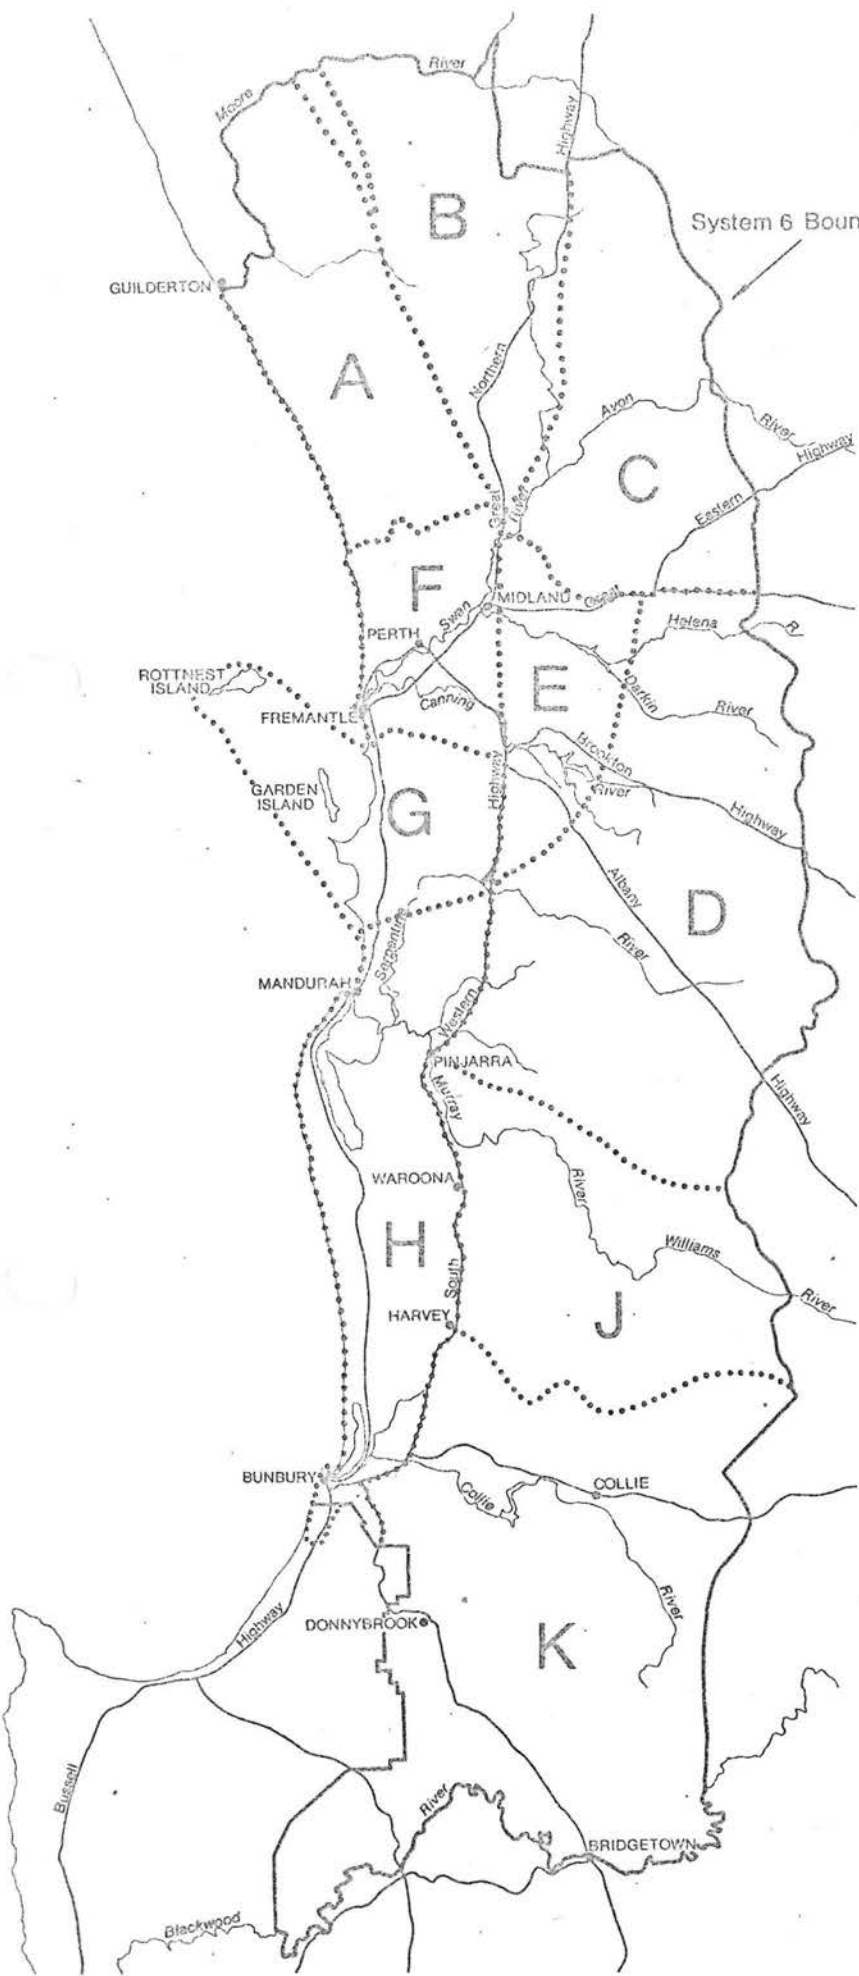 River
Moore
Highway
B
System 6 Boun
GUILDERTON
A
Northern
Avon
River
Highway
C
Eastern
Great
River
F
MIDLAND
Great
Swan
PERTH
Helena
R
ROTTNEST
ISLAND
E
Darkin
River
FREMANTLE
Canning
Brookton
River
Highway
GARDEN
ISLAND
G
Highway
Albany
D
River
Serpentine
MANDURAH
Western
PINJARRA
Highway
Murray
WAROONA
River
H
Williams
River
South
HARVEY
J
BUNBURY
COLLIE
Collie
River
Highway
DONNYBROOK
K
Bussell
River
BRIDGETOWN
Blackwood